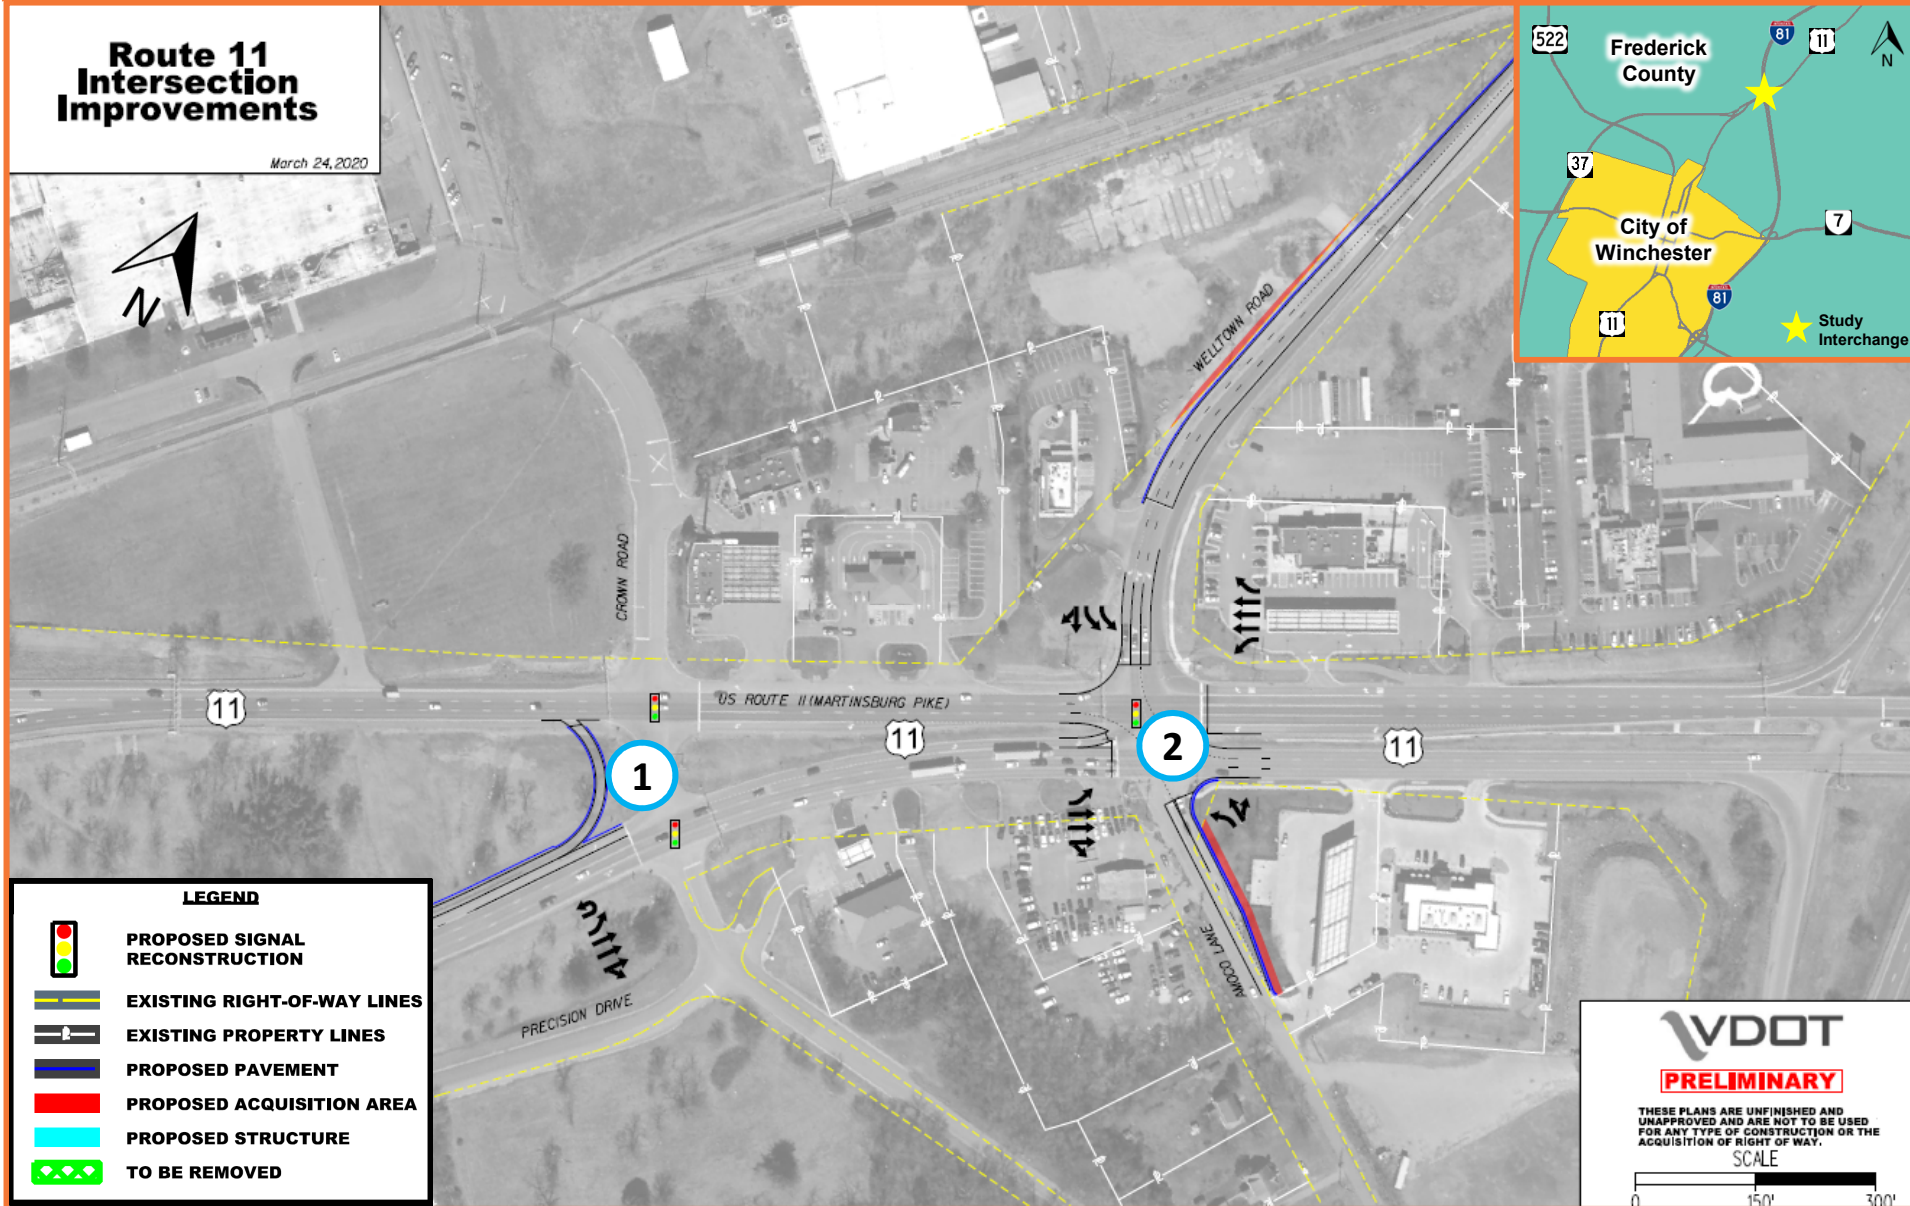 Route 11
Intersection
Improvements
March 24, 2020
N
522
Frederick
County
81
11
N
37
City of
Winchester
7
81
11
Study
Interchange
WELLTOWN ROAD
CROWN ROAD
11
US ROUTE 11 (MARTINSBURG PIKE)
11
11
1
2
AMOCO LANE
PRECISION DRIVE
LEGEND
PROPOSED SIGNAL
RECONSTRUCTION
EXISTING RIGHT-OF-WAY LINES
EXISTING PROPERTY LINES
PROPOSED PAVEMENT
PROPOSED ACQUISITION AREA
PROPOSED STRUCTURE
TO BE REMOVED
VDOT
PRELIMINARY
THESE PLANS ARE UNFINISHED AND
UNAPPROVED AND ARE NOT TO BE USED
FOR ANY TYPE OF CONSTRUCTION OR THE
ACQUISITION OF RIGHT OF WAY.
SCALE
0 150' 300'